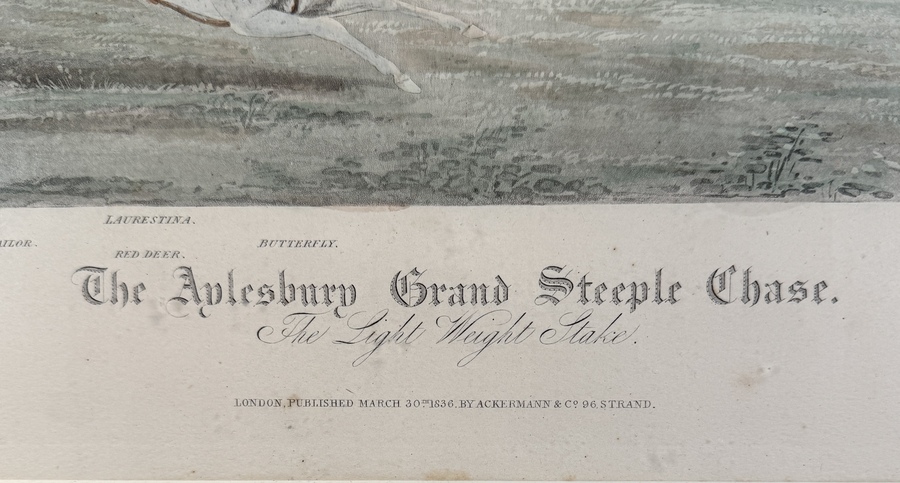 LAURESTINA.
BUTTERFLY.
RED DEER.
The Aylesbury Grand Steeple Chase.
The Light Weight Stake.
LONDON, PUBLISHED MARCH 30TH 1836, BY ACKERMANN & Co 96, STRAND.